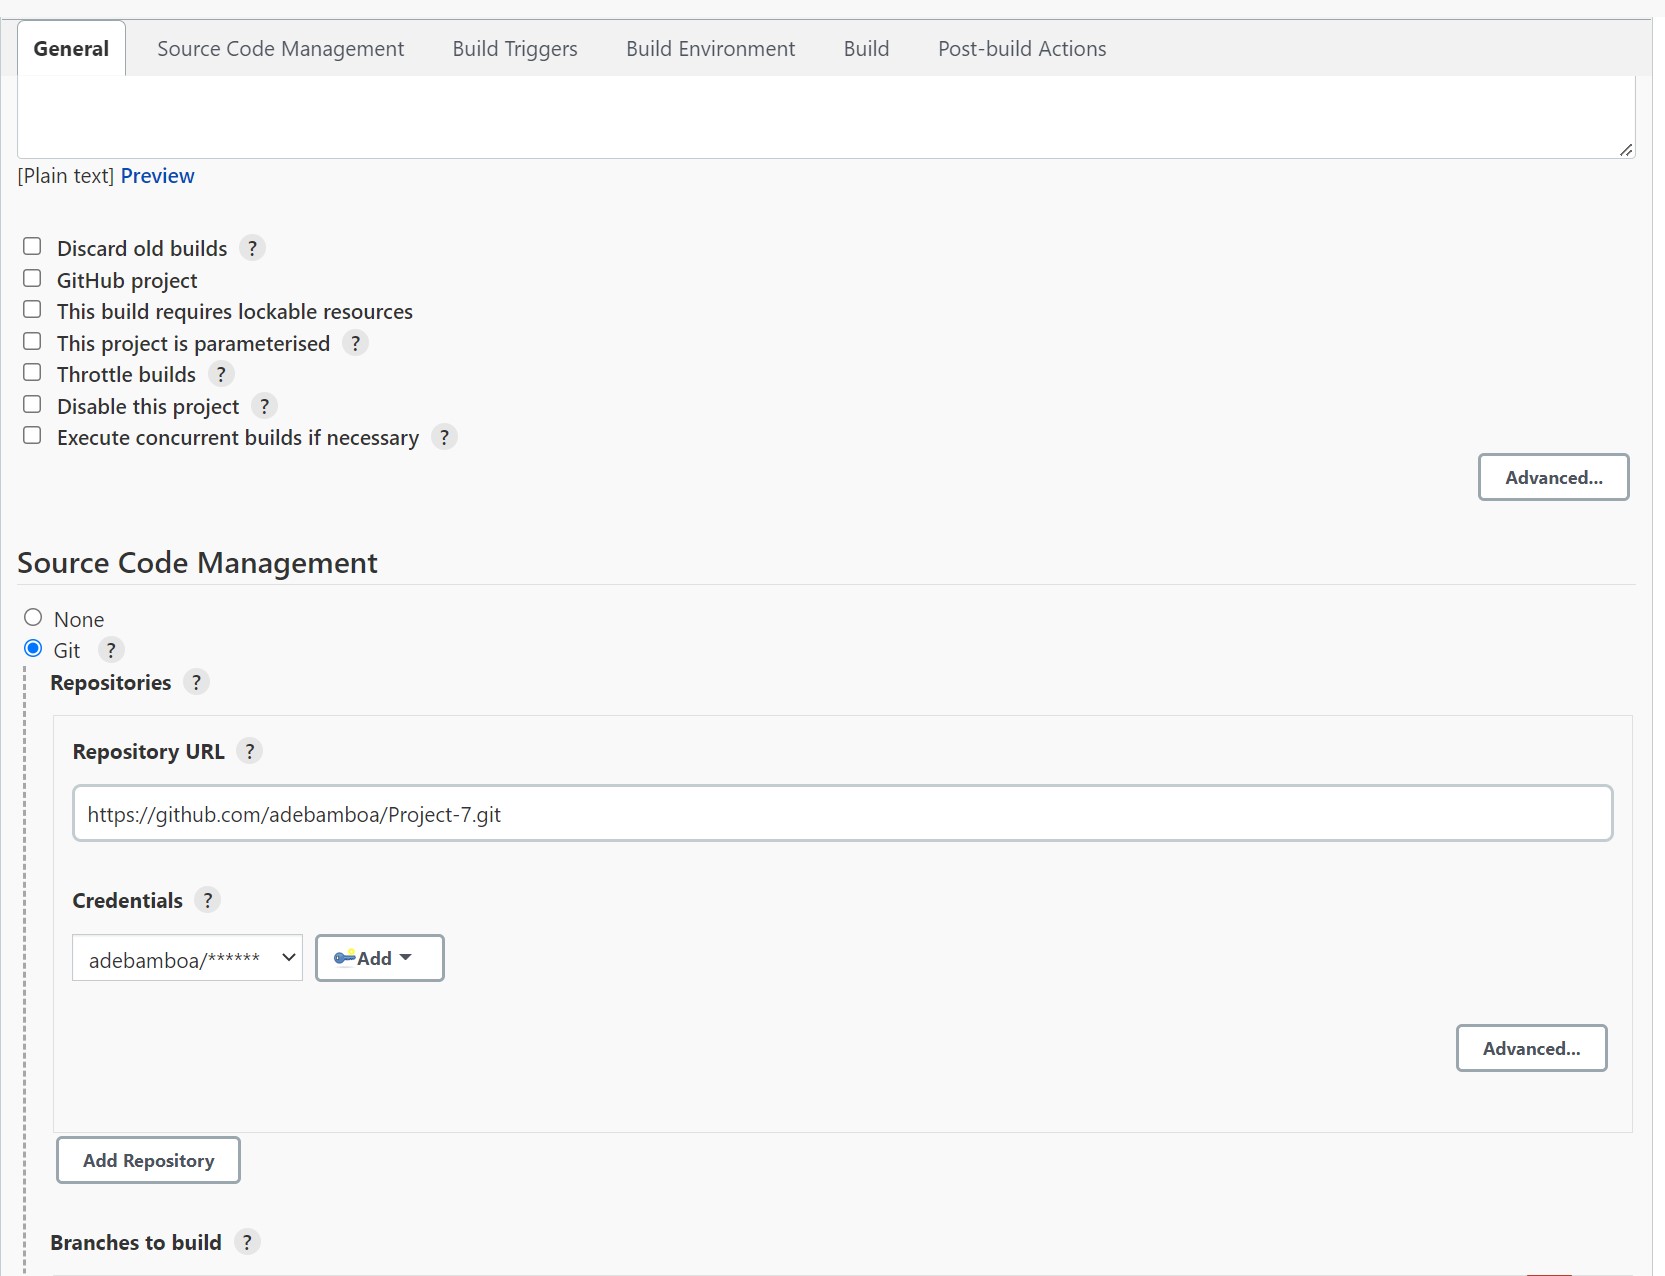 General Source Code Management Build Triggers Build Environment Build Post-build Actions
[Plain text] Preview
Discard old builds ?
GitHub project
This build requires lockable resources
This project is parameterised ?
Throttle builds ?
Disable this project ?
Execute concurrent builds if necessary ?
Advanced...
Source Code Management
None
Git ?
Repositories ?
Repository URL ?
https://github.com/adebamboa/Project-7.git
Credentials ?
adebamboa/****** Add
Advanced...
Add Repository
Branches to build ?